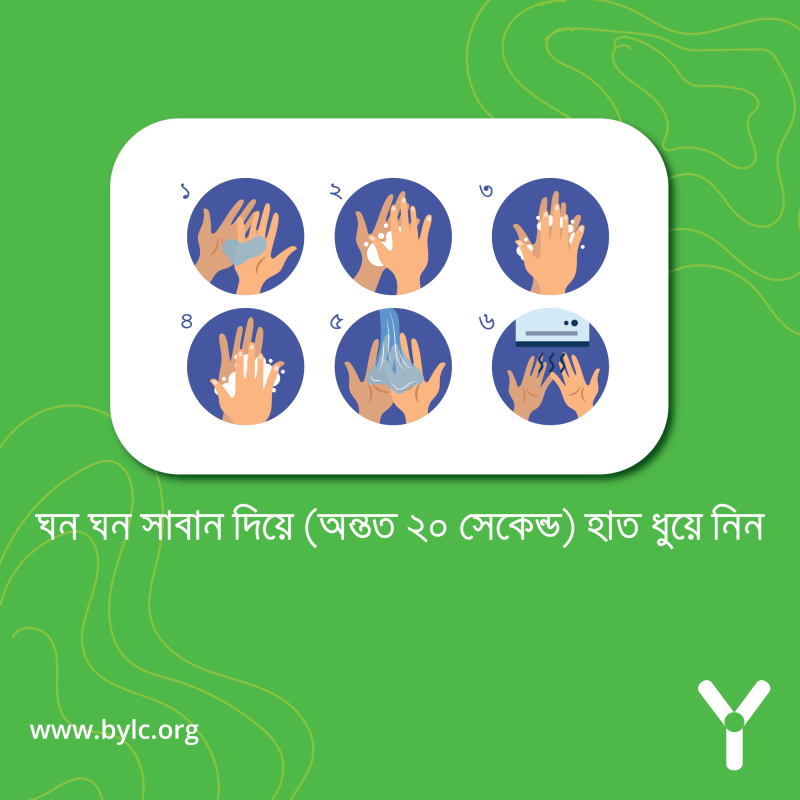 ১ ২ ৩
৪ ৫ ৬
ঘন ঘন সাবান দিয়ে (অন্তত ২০ সেকেন্ড) হাত ধুয়ে নিন
www.bylc.org